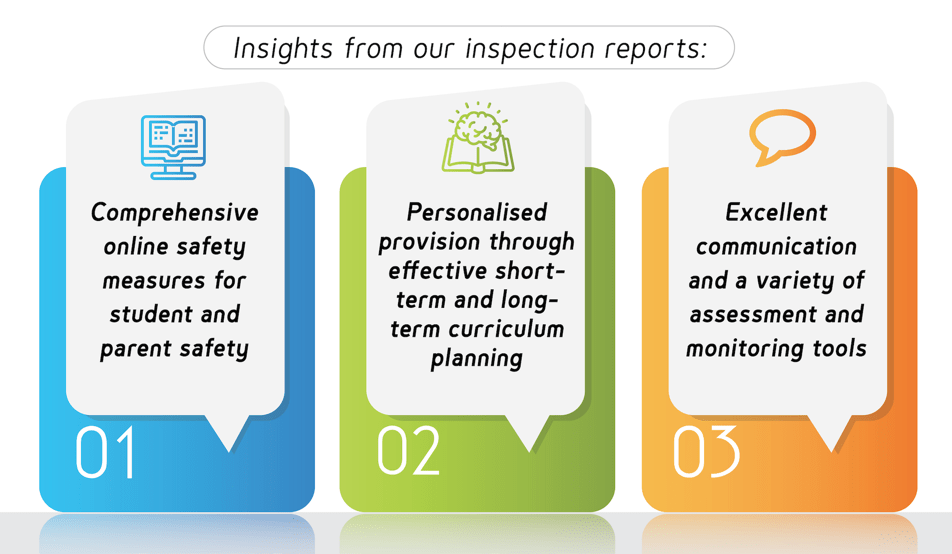 Insights from our inspection reports:
Comprehensive
online safety
measures for
student and
parent safety
01
Personalised
provision through
effective short-
term and long-
term curriculum
planning
02
Excellent
communication
and a variety of
assessment and
monitoring tools
03